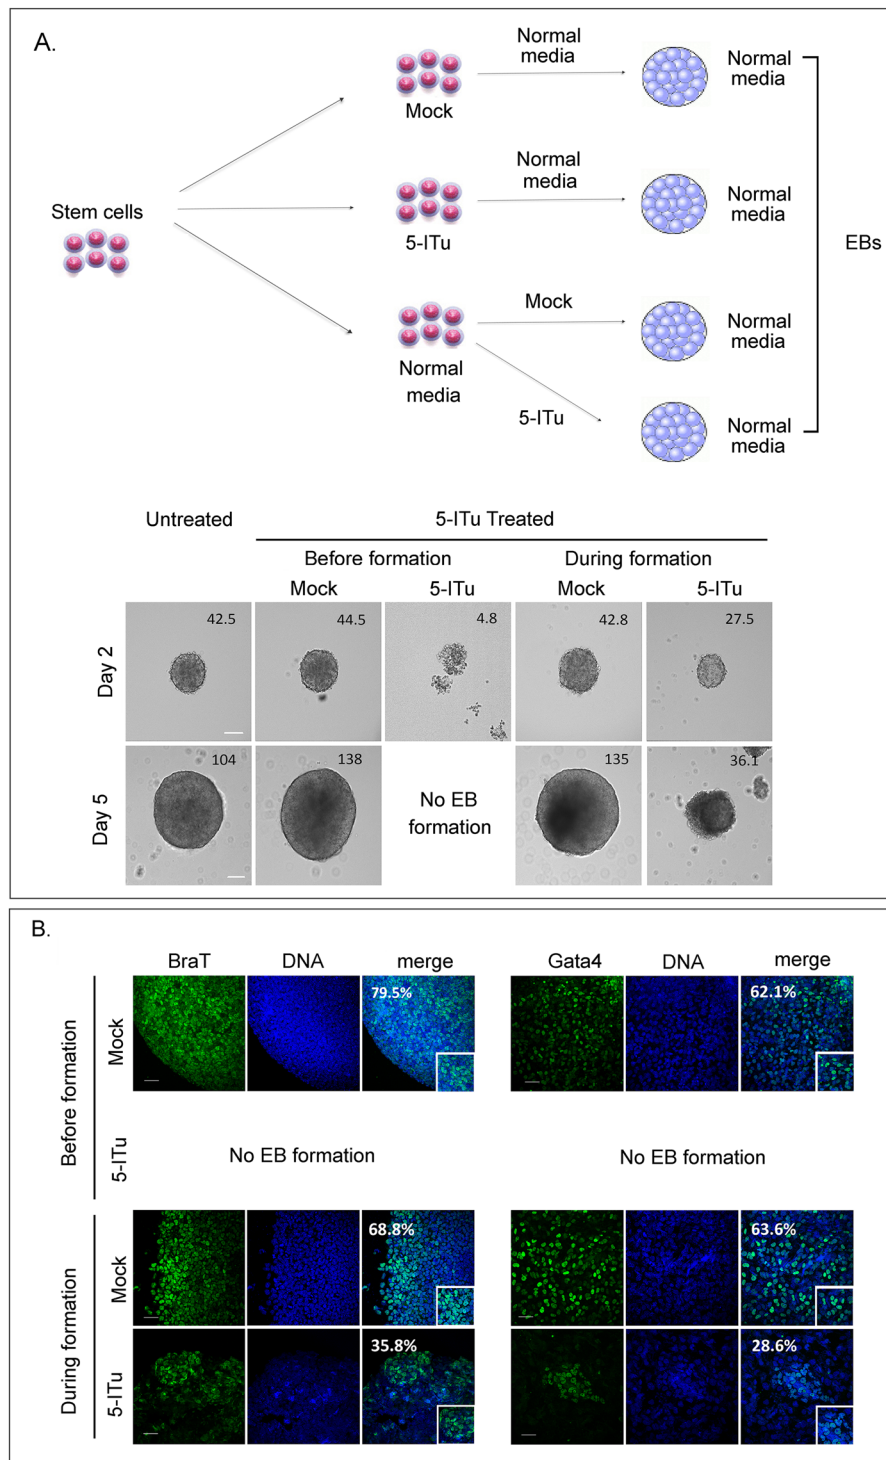 A.
Stem cells
Mock
Normal
media
Normal
media
5-ITu
Normal
media
Normal
media
Normal
media
Mock
Normal
media
5-ITu
Normal
media
EBs
Untreated
5-ITu Treated
Before formation
During formation
Mock
5-ITu
Mock
5-ITu
Day 2
42.5
44.5
4.8
42.8
27.5
Day 5
104
138
No EB
formation
135
36.1
B.
BraT
DNA
merge
Gata4
DNA
merge
Before formation
Mock
79.5%
62.1%
5-ITu
No EB formation
No EB formation
During formation
Mock
68.8%
63.6%
5-ITu
35.8%
28.6%